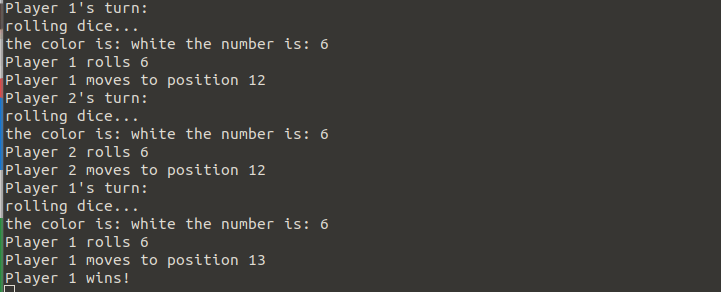 Player 1's turn:
rolling dice...
the color is: white the number is: 6
Player 1 rolls 6
Player 1 moves to position 12
Player 2's turn:
rolling dice...
the color is: white the number is: 6
Player 2 rolls 6
Player 2 moves to position 12
Player 1's turn:
rolling dice...
the color is: white the number is: 6
Player 1 rolls 6
Player 1 moves to position 13
Player 1 wins!